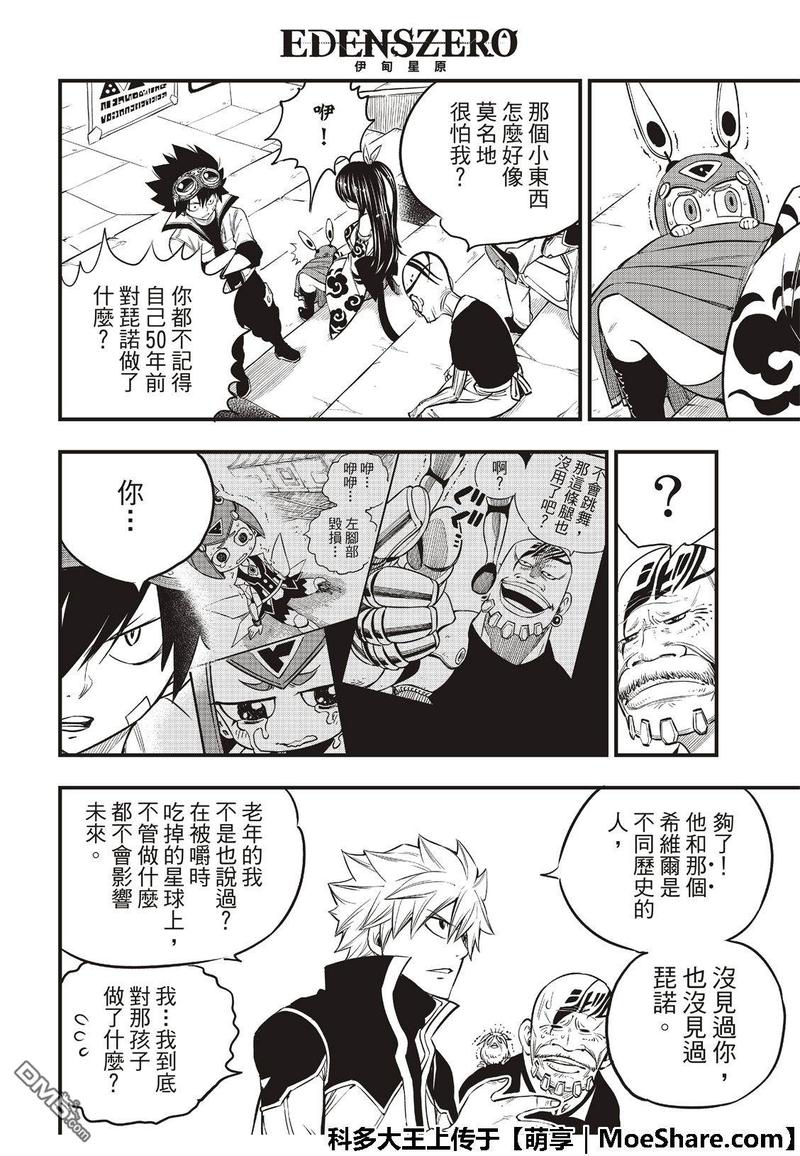 EDENSZERO
伊甸星原
那個小東西
怎麼好像
莫名地
很怕我？
咿！
你都不記得
自己50年前
對琵諾做了
什麼？
？
不會跳舞，
那這條腿也
沒用了吧？
啊？
咿…
咿咿…
左腳部
毀損…
你…
夠了！
他和那個
希維爾是
不同歷史的
人，
沒見過你，
也沒見過
琵諾。
老年的我
不是也說過？
在被嚼時
吃掉的星球上，
不管做什麼
都不會影響
未來。
我…我到底
對那孩子
做了什麼？
DM5.com
科多大王上传于【萌享/MoeShare.com】